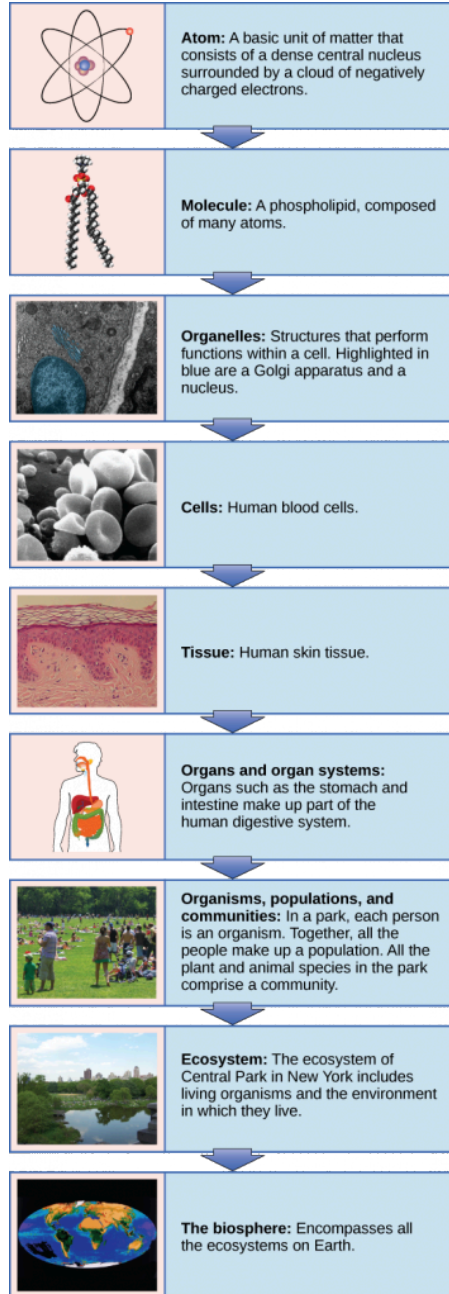 Atom: A basic unit of matter that
consists of a dense central nucleus
surrounded by a cloud of negatively
charged electrons.
Molecule: A phospholipid, composed
of many atoms.
Organelles: Structures that perform
functions within a cell. Highlighted in
blue are a Golgi apparatus and a
nucleus.
Cells: Human blood cells.
Tissue: Human skin tissue.
Organs and organ systems:
Organs such as the stomach and
intestine make up part of the
human digestive system.
Organisms, populations, and
communities: In a park, each person
is an organism. Together, all the
people make up a population. All the
plant and animal species in the park
comprise a community.
Ecosystem: The ecosystem of
Central Park in New York includes
living organisms and the environment
in which they live.
The biosphere: Encompasses all
the ecosystems on Earth.